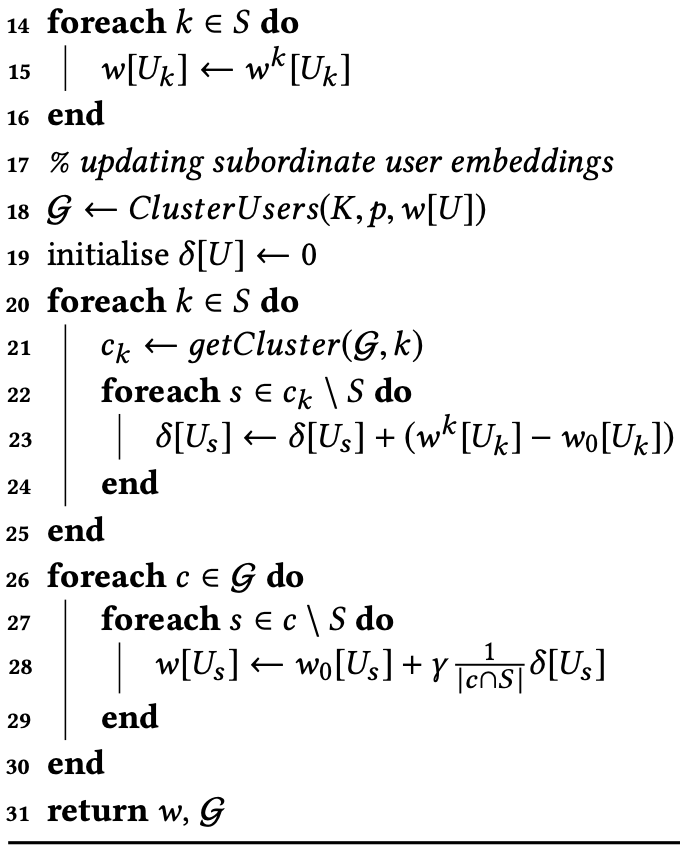 14 foreach k ∈ S do
15 w[U_k] ← w^k[U_k]
16 end
17 % updating subordinate user embeddings
18 𝒢 ← ClusterUsers(K, p, w[U])
19 initialise δ[U] ← 0
20 foreach k ∈ S do
21 c_k ← getCluster(𝒢, k)
22 foreach s ∈ c_k \ S do
23 δ[U_s] ← δ[U_s] + (w^k[U_k] − w_0[U_k])
24 end
25 end
26 foreach c ∈ 𝒢 do
27 foreach s ∈ c \ S do
28 w[U_s] ← w_0[U_s] + γ 1/|c∩S| δ[U_s]
29 end
30 end
31 return w, 𝒢